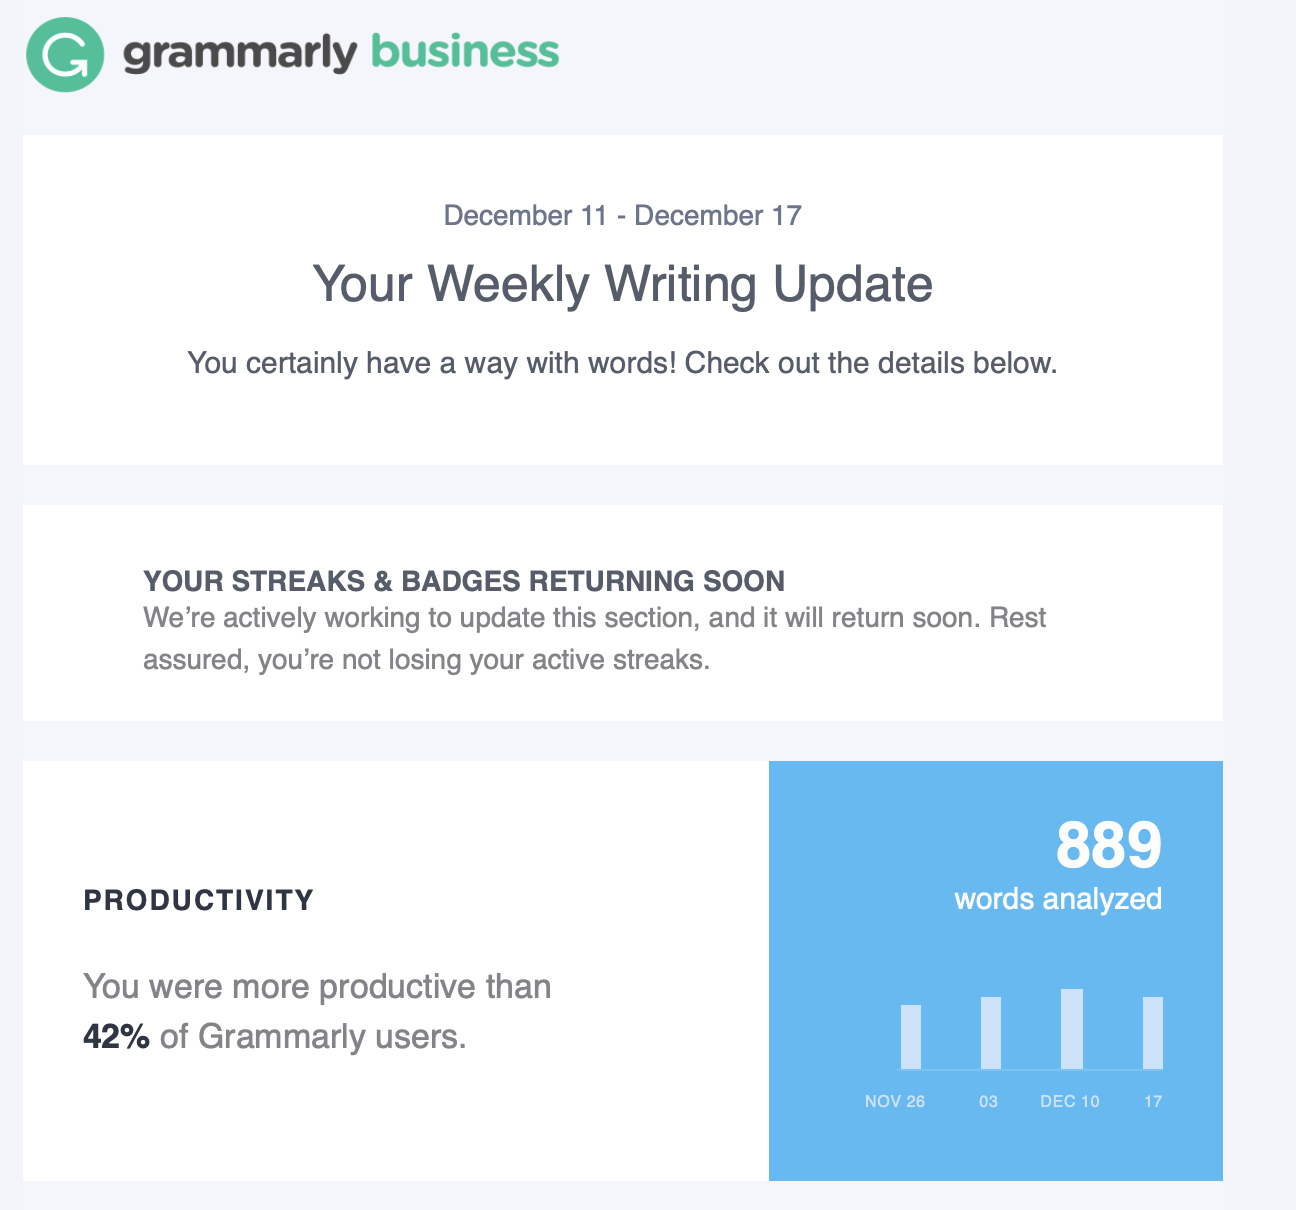 grammarly business
December 11 - December 17
Your Weekly Writing Update
You certainly have a way with words! Check out the details below.
YOUR STREAKS & BADGES RETURNING SOON
We’re actively working to update this section, and it will return soon. Rest
assured, you’re not losing your active streaks.
PRODUCTIVITY
You were more productive than
42% of Grammarly users.
889
words analyzed
NOV 26 03 DEC 10 17